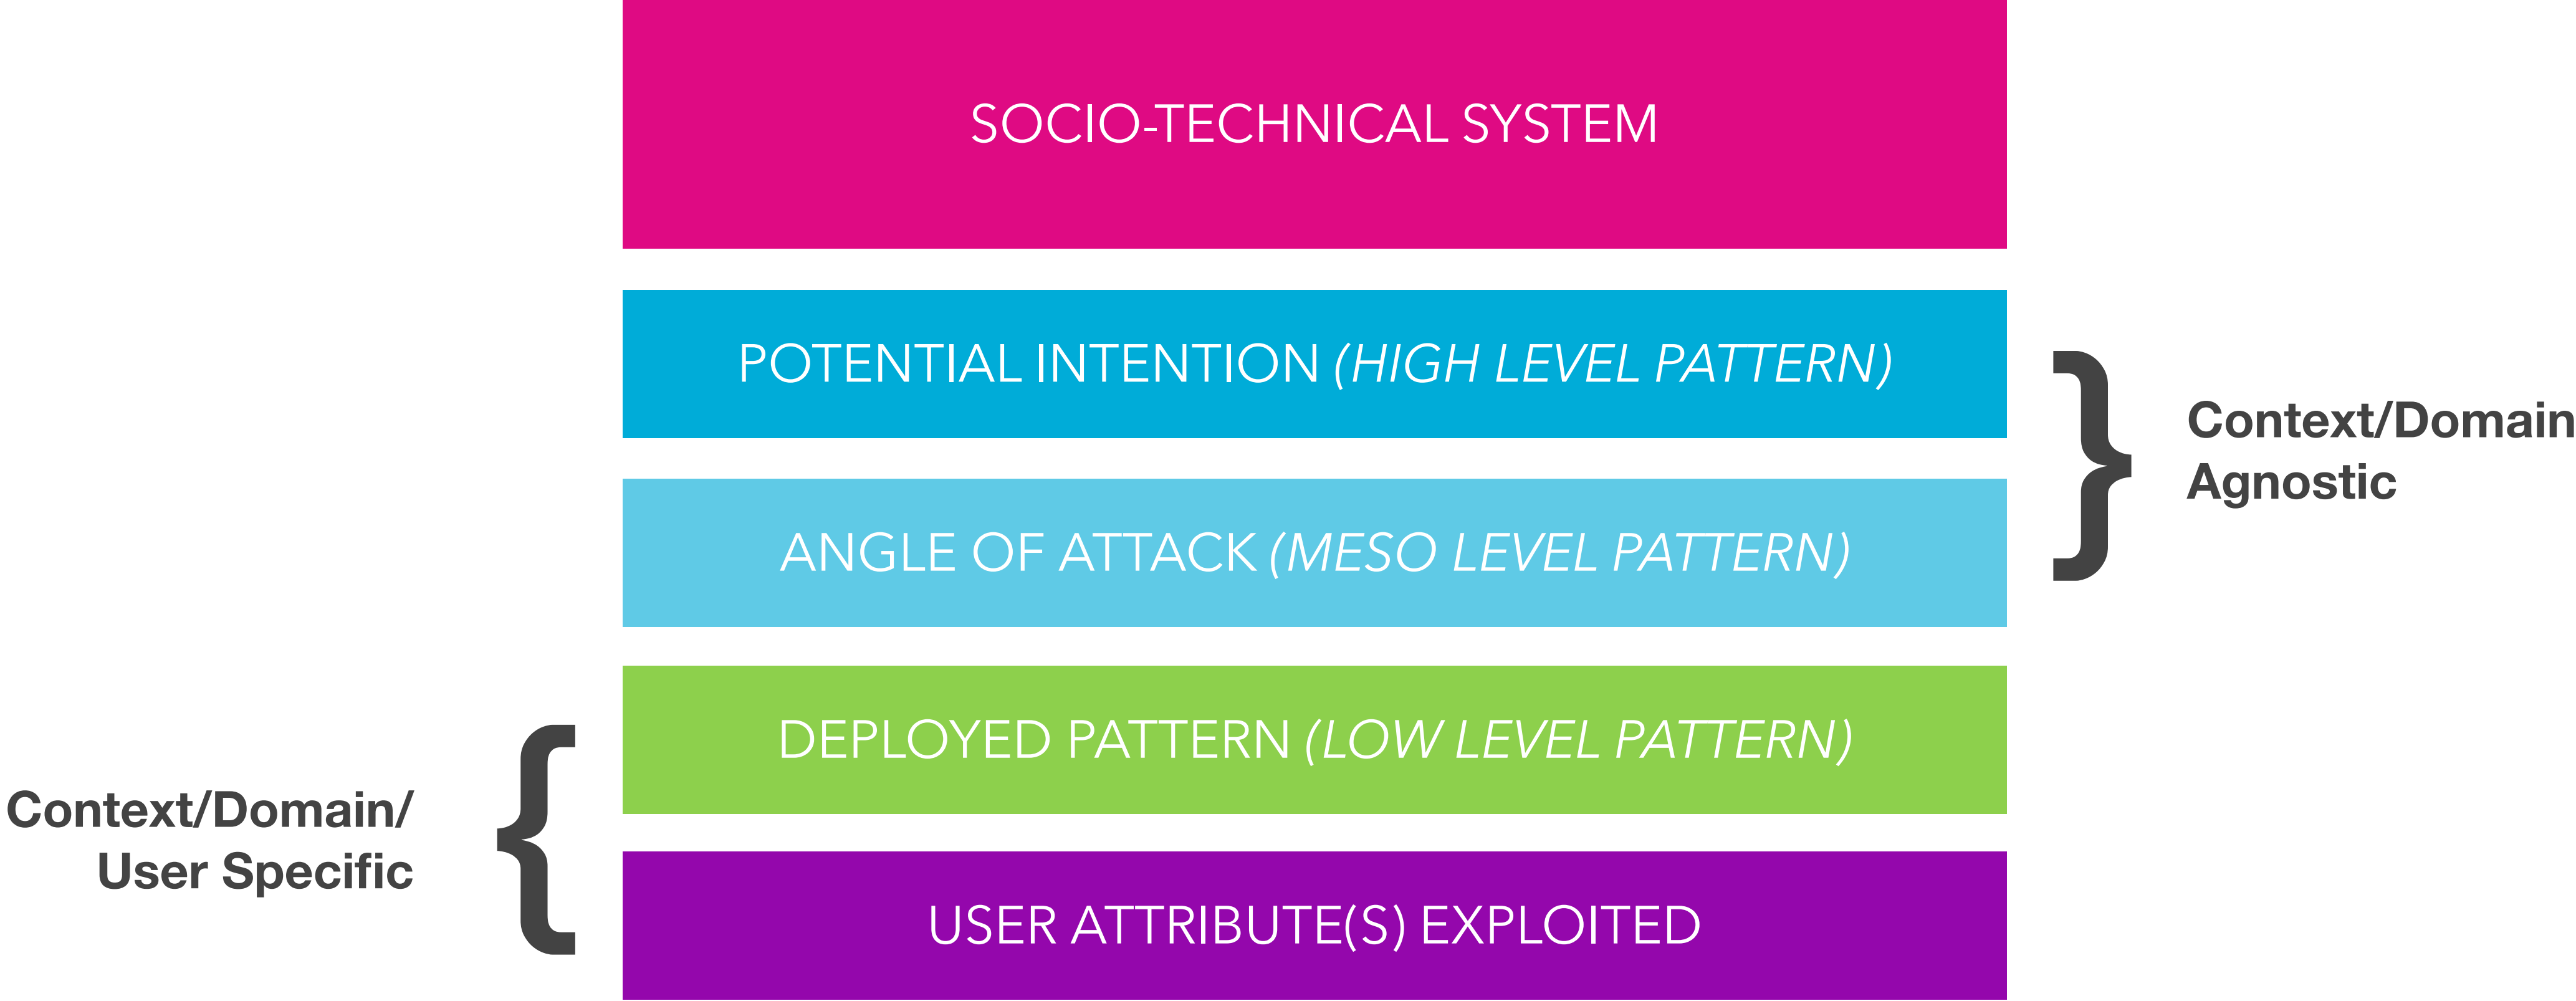 SOCIO-TECHNICAL SYSTEM
POTENTIAL INTENTION (HIGH LEVEL PATTERN)
Context/Domain
Agnostic
ANGLE OF ATTACK (MESO LEVEL PATTERN)
DEPLOYED PATTERN (LOW LEVEL PATTERN)
Context/Domain/
User Specific
USER ATTRIBUTE(S) EXPLOITED